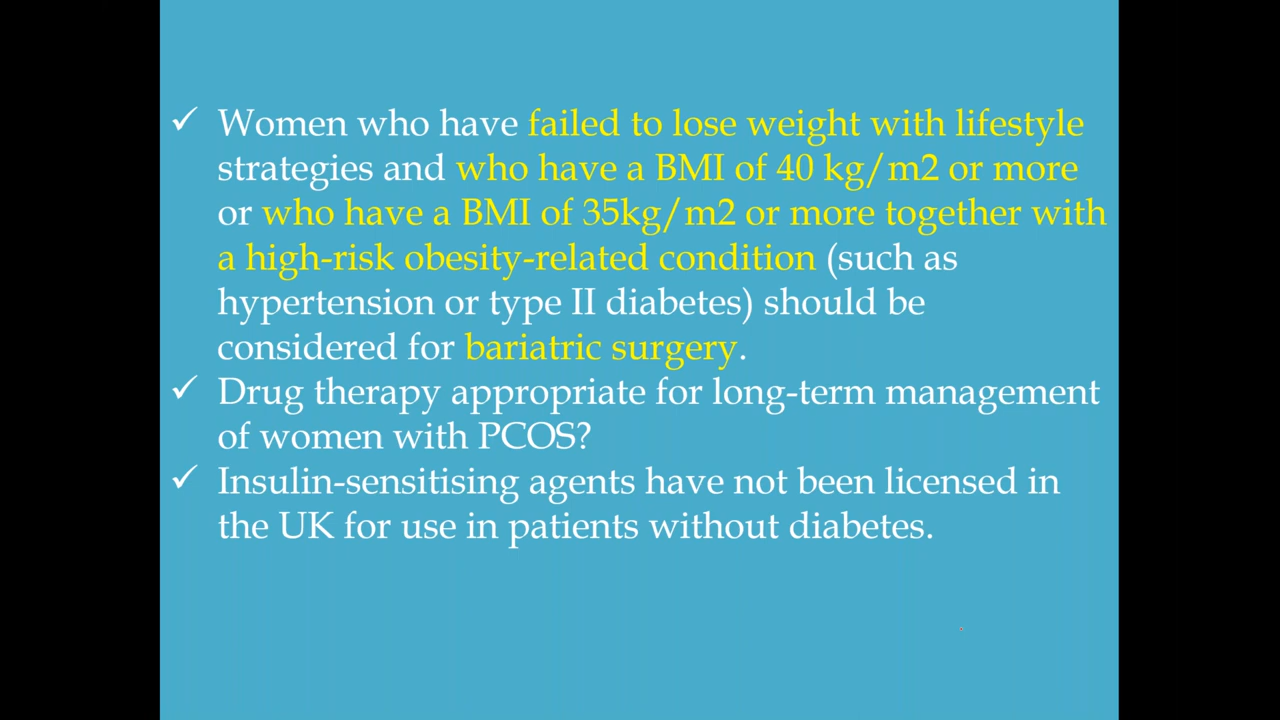 ✓ Women who have failed to lose weight with lifestyle
strategies and who have a BMI of 40 kg/m2 or more
or who have a BMI of 35kg/m2 or more together with
a high-risk obesity-related condition (such as
hypertension or type II diabetes) should be
considered for bariatric surgery.
✓ Drug therapy appropriate for long-term management
of women with PCOS?
✓ Insulin-sensitising agents have not been licensed in
the UK for use in patients without diabetes.